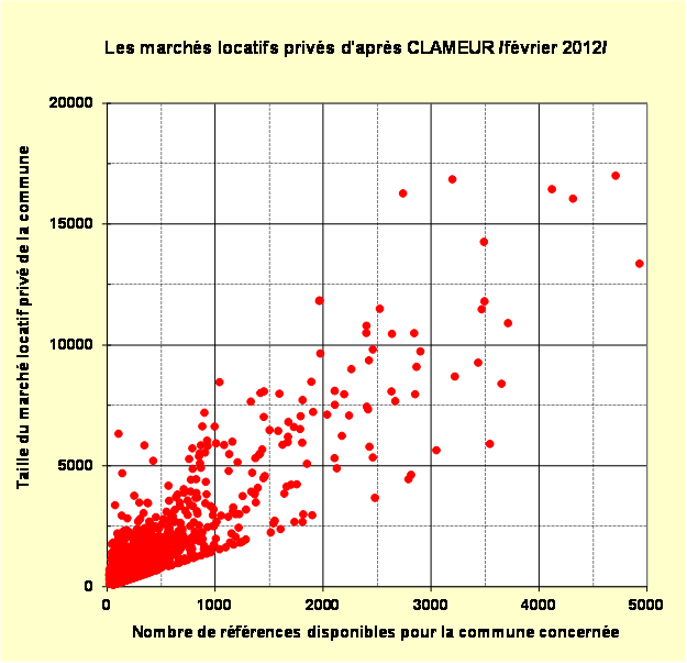 Les marchés locatifs privés d'après CLAMEUR /février 2012/
20000
15000
10000
5000
0
Taille du marché locatif privé de la commune
0 1000 2000 3000 4000 5000
Nombre de références disponibles pour la commune concernée